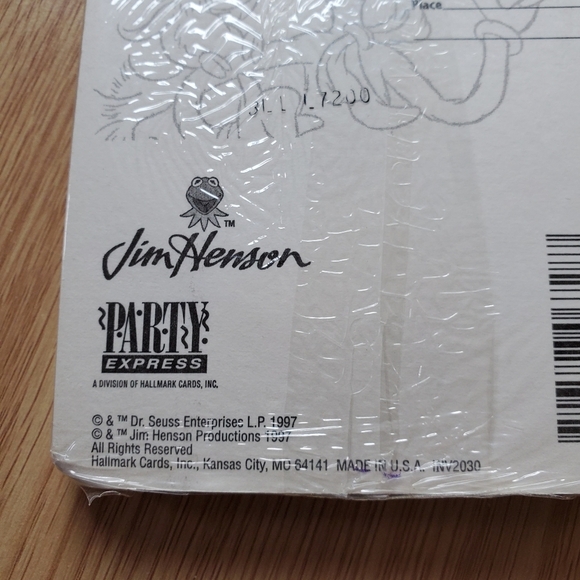 Place
L7200
TM
Jim Henson
PARTY
EXPRESS
A DIVISION OF HALLMARK CARDS, INC.
© & ™ Dr. Seuss Enterprises L.P. 1997
© & ™ Jim Henson Productions 1997
All Rights Reserved
Hallmark Cards, Inc., Kansas City, MO 64141 MADE IN U.S.A. INV2030